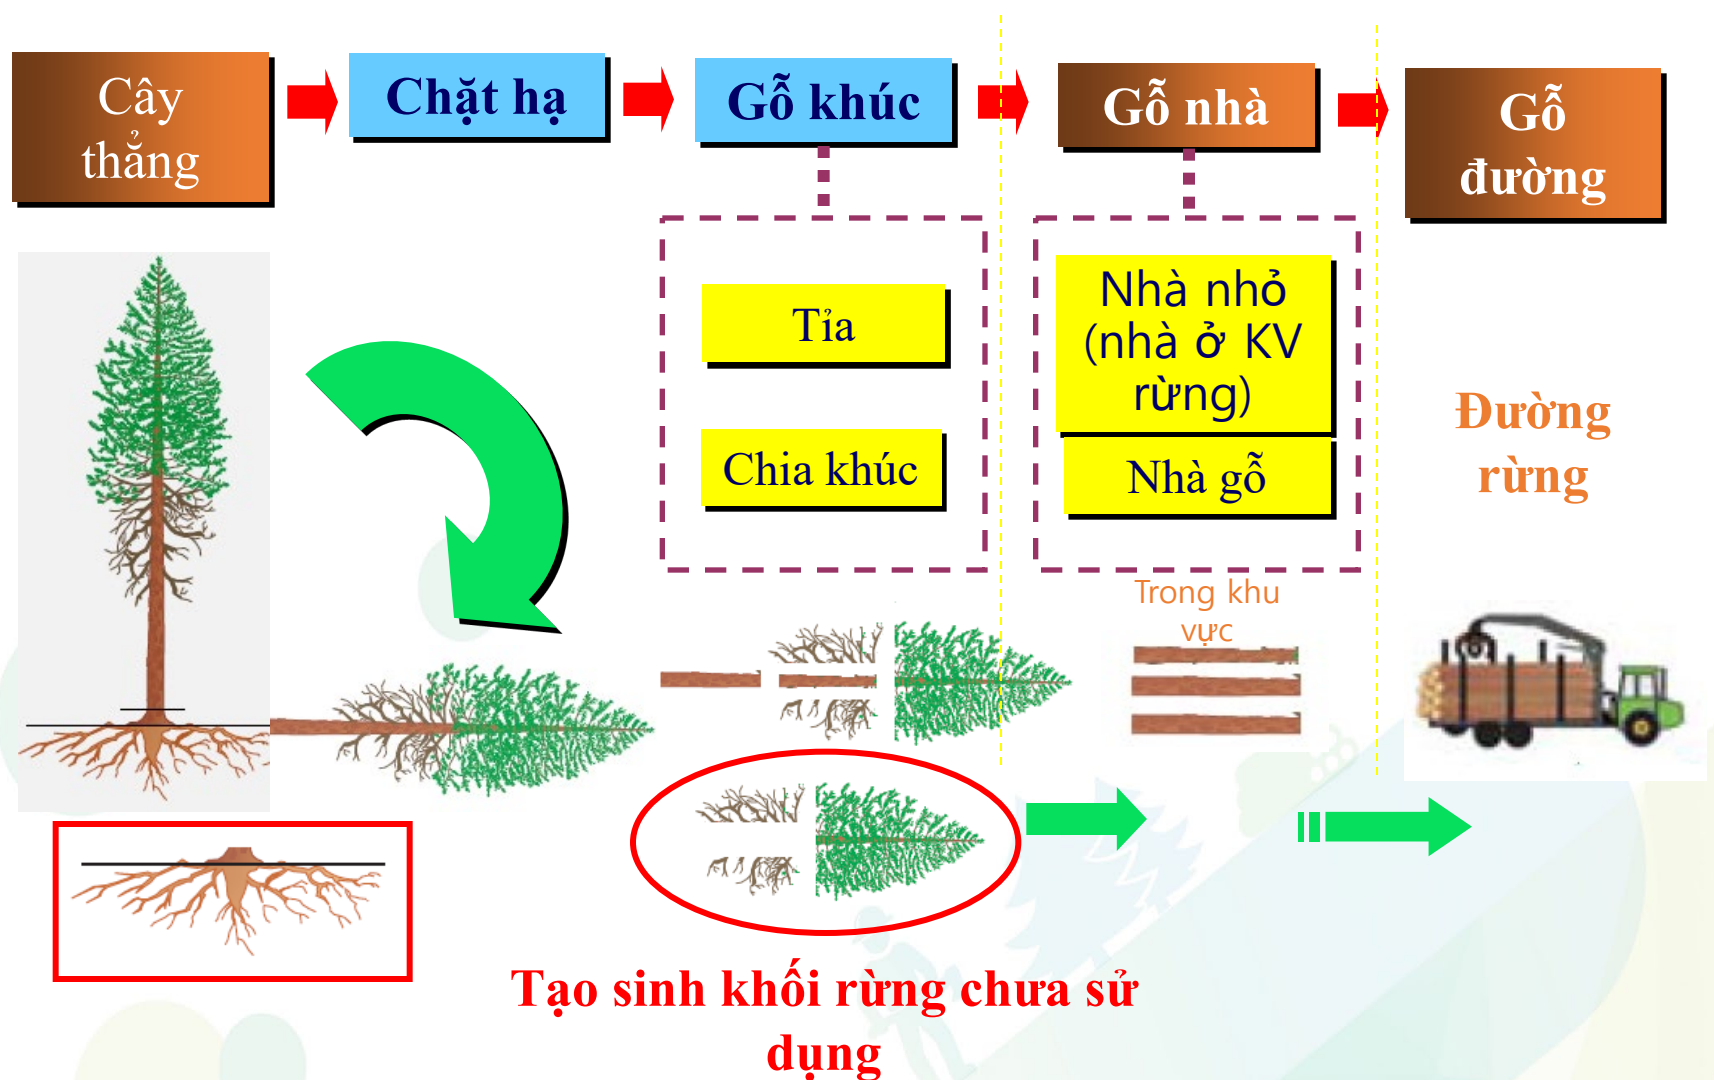 Cây
thẳng
Chặt hạ
Gỗ khúc
Gỗ nhà
Gỗ
đường
Tỉa
Chia khúc
Nhà nhỏ
(nhà ở KV
rừng)
Nhà gỗ
Đường
rừng
Trong khu
vực
Tạo sinh khối rừng chưa sử
dụng